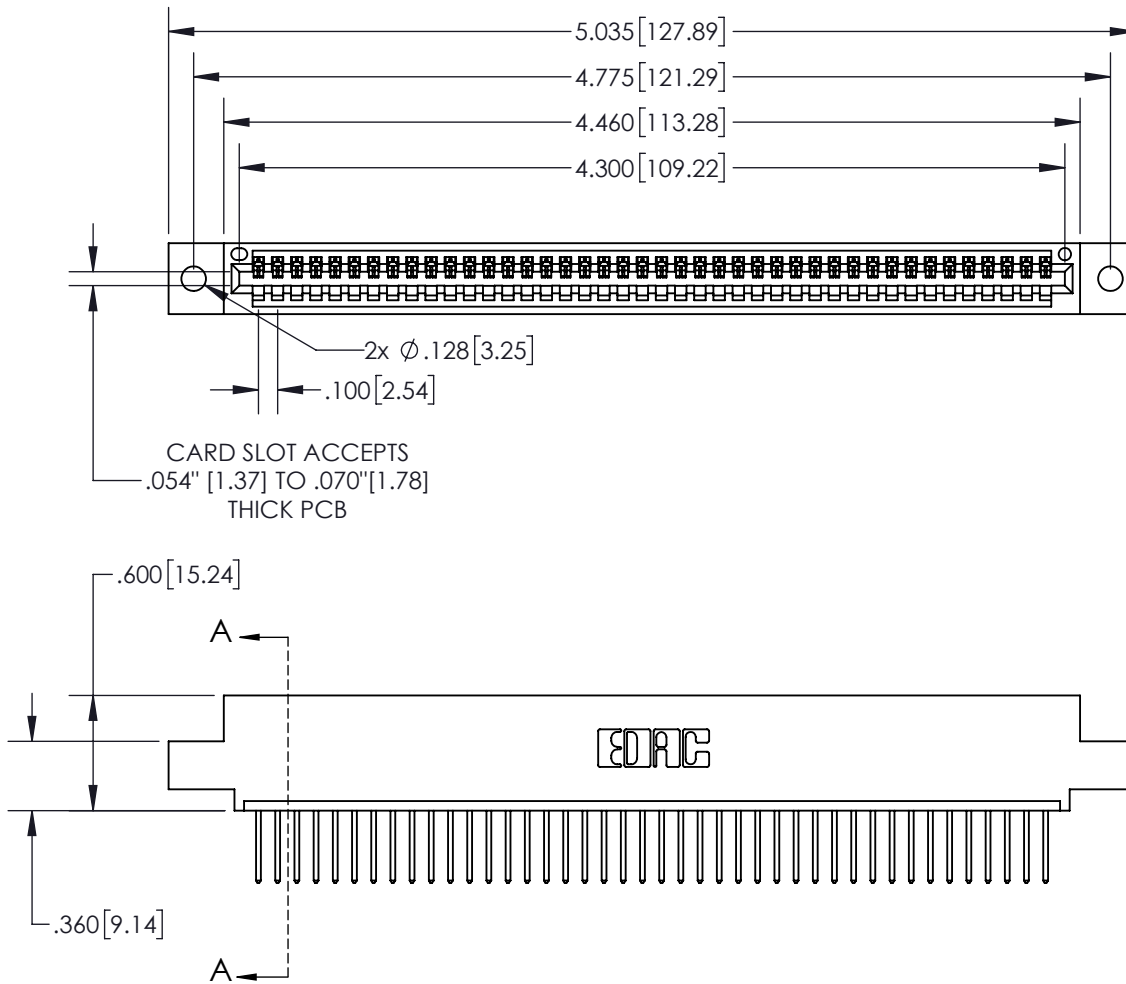 5.035[127.89]
4.775[121.29]
4.460[113.28]
4.300[109.22]
2x Ø.128[3.25]
.100[2.54]
CARD SLOT ACCEPTS
.054" [1.37] TO .070"[1.78]
THICK PCB
.600[15.24]
A
EDAC
.360[9.14]
A